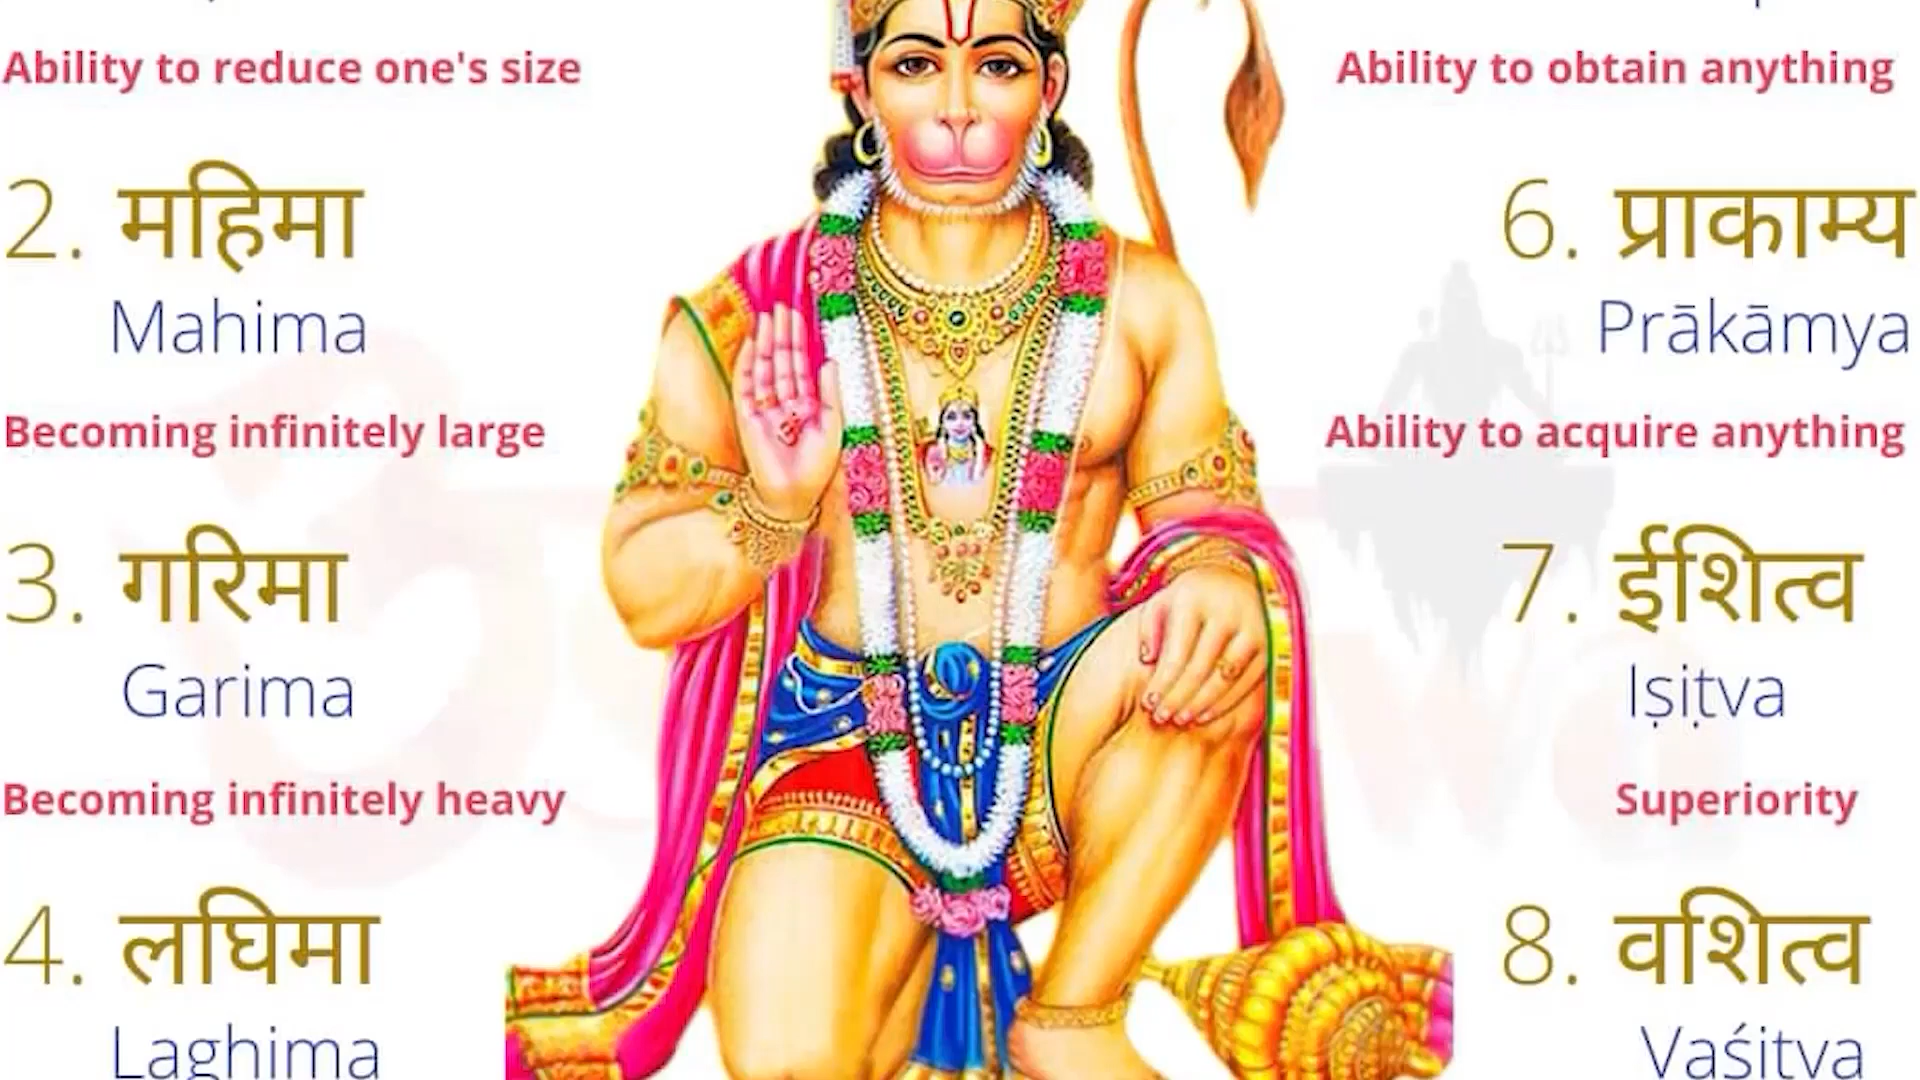 Ability to reduce one's size
2. महिमा
Mahima
Becoming infinitely large
3. गरिमा
Garima
Becoming infinitely heavy
4. लघिमा
Laghima
Ability to obtain anything
6. प्राकाम्य
Prākāmya
Ability to acquire anything
7. ईशित्व
Iṣiṭva
Superiority
8. वशित्व
Vaśitva